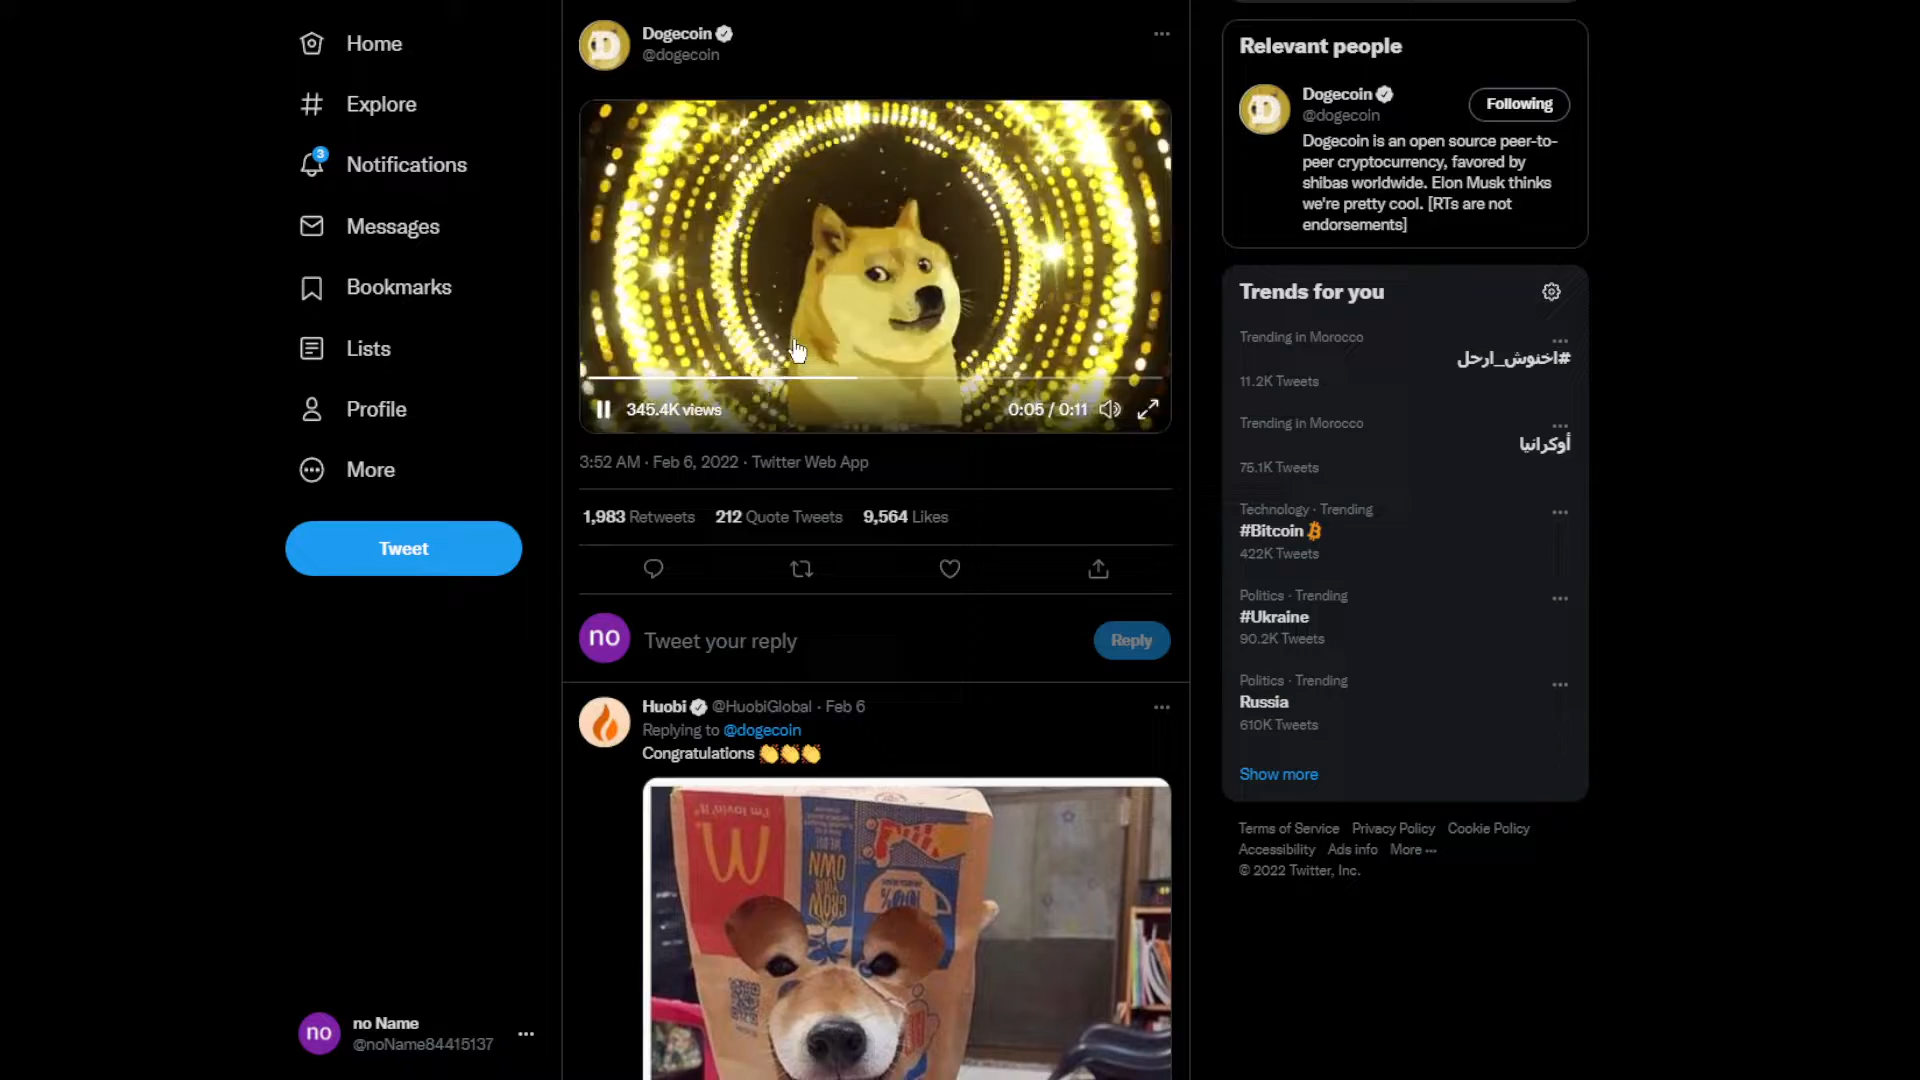 Home
Explore
3
Notifications
Messages
Bookmarks
Lists
Profile
More
Tweet
no
no Name
@noName84415137
Dogecoin
@dogecoin
345.4K views
0:05 / 0:11
3:52 AM · Feb 6, 2022 · Twitter Web App
1,983 Retweets 212 Quote Tweets 9,564 Likes
no
Tweet your reply
Reply
Huobi @HuobiGlobal · Feb 6
Replying to @dogecoin
Congratulations 👏👏👏
i'm lovin' it
OWN
YOUR
GROW
100%
Relevant people
Dogecoin
@dogecoin
Following
Dogecoin is an open source peer-to-
peer cryptocurrency, favored by
shibas worldwide. Elon Musk thinks
we're pretty cool. [RTs are not
endorsements]
Trends for you
Trending in Morocco
#اخنوش_ارحل
11.2K Tweets
Trending in Morocco
أوكرانيا
75.1K Tweets
Technology · Trending
#Bitcoin
422K Tweets
Politics · Trending
#Ukraine
90.2K Tweets
Politics · Trending
Russia
610K Tweets
Show more
Terms of Service Privacy Policy Cookie Policy
Accessibility Ads info More ···
© 2022 Twitter, Inc.